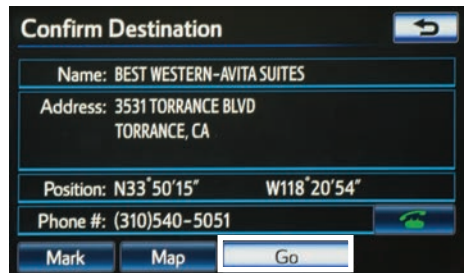 Confirm Destination
Name: BEST WESTERN-AVITA SUITES
Address: 3531 TORRANCE BLVD
TORRANCE, CA
Position: N33°50'15" W118°20'54"
Phone #: (310)540-5051
Mark Map Go